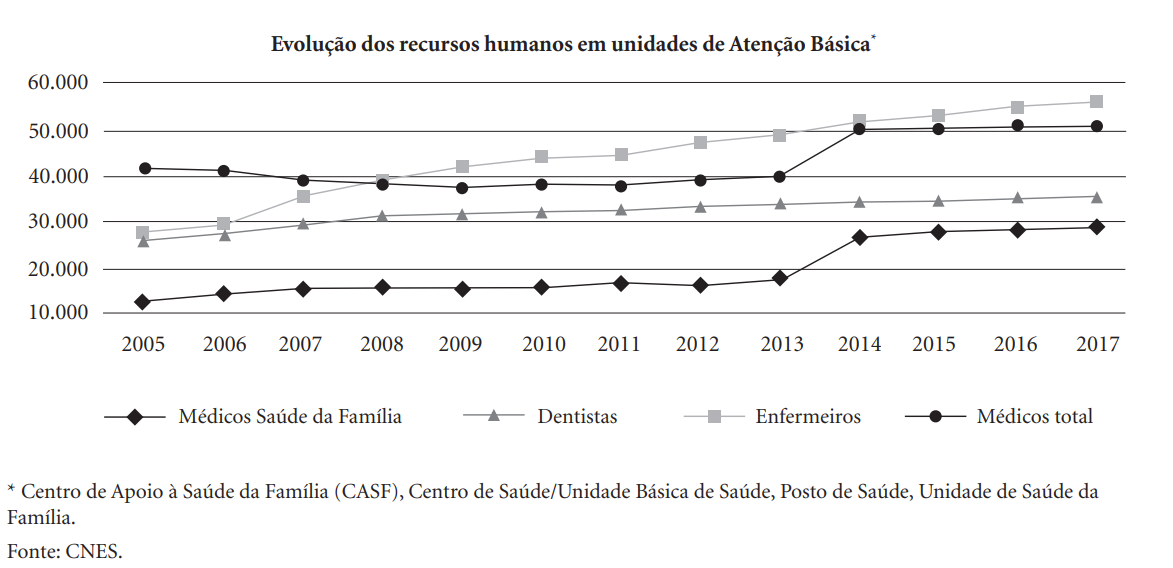 Evolução dos recursos humanos em unidades de Atenção Básica*
60.000
50.000
40.000
30.000
20.000
10.000
2005 2006 2007 2008 2009 2010 2011 2012 2013 2014 2015 2016 2017
Médicos Saúde da Família Dentistas Enfermeiros Médicos total
* Centro de Apoio à Saúde da Família (CASF), Centro de Saúde/Unidade Básica de Saúde, Posto de Saúde, Unidade de Saúde da
Família.
Fonte: CNES.